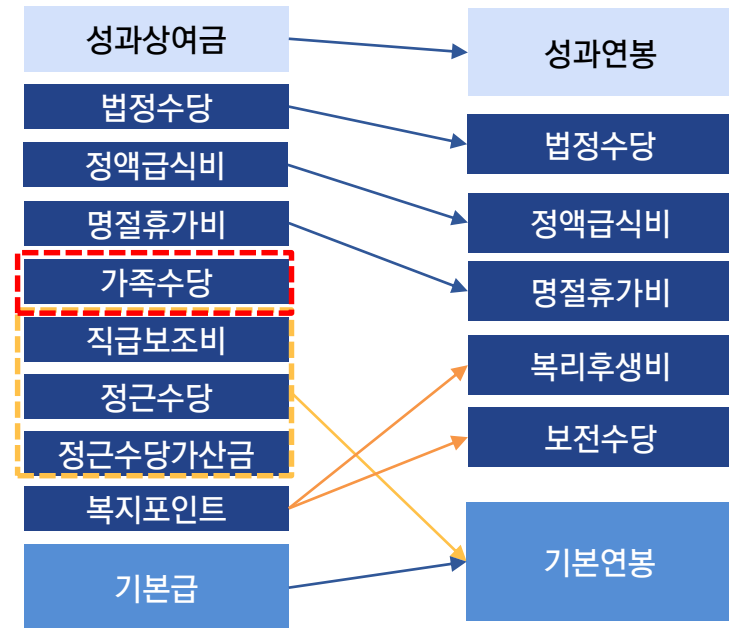 성과상여금
법정수당
정액급식비
명절휴가비
가족수당
직급보조비
정근수당
정근수당가산금
복지포인트
기본급
성과연봉
법정수당
정액급식비
명절휴가비
복리후생비
보전수당
기본연봉